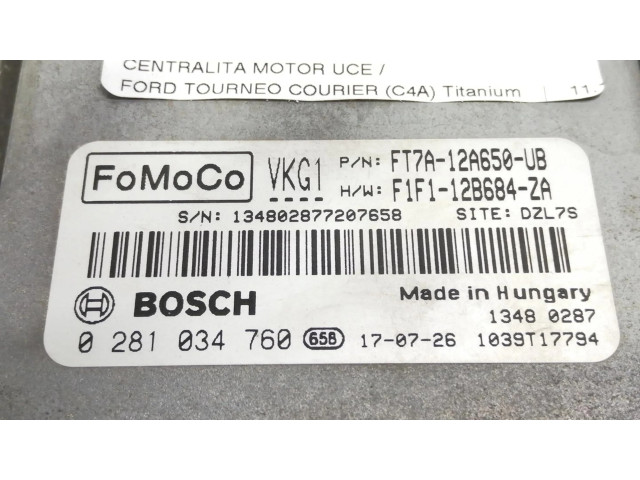 CENTRALITA MOTOR UCE /
FORD TOURNEO COURIER (C4A) Titanium | 11.
FoMoCo VKG1 P/N: FT7A-12A650-UB
H/W: F1F1-12B684-ZA
S/N: 134802877207658 SITE: DZL7S
BOSCH Made in Hungary
1348 0287
0 281 034 760 658 17-07-26 1039T17794